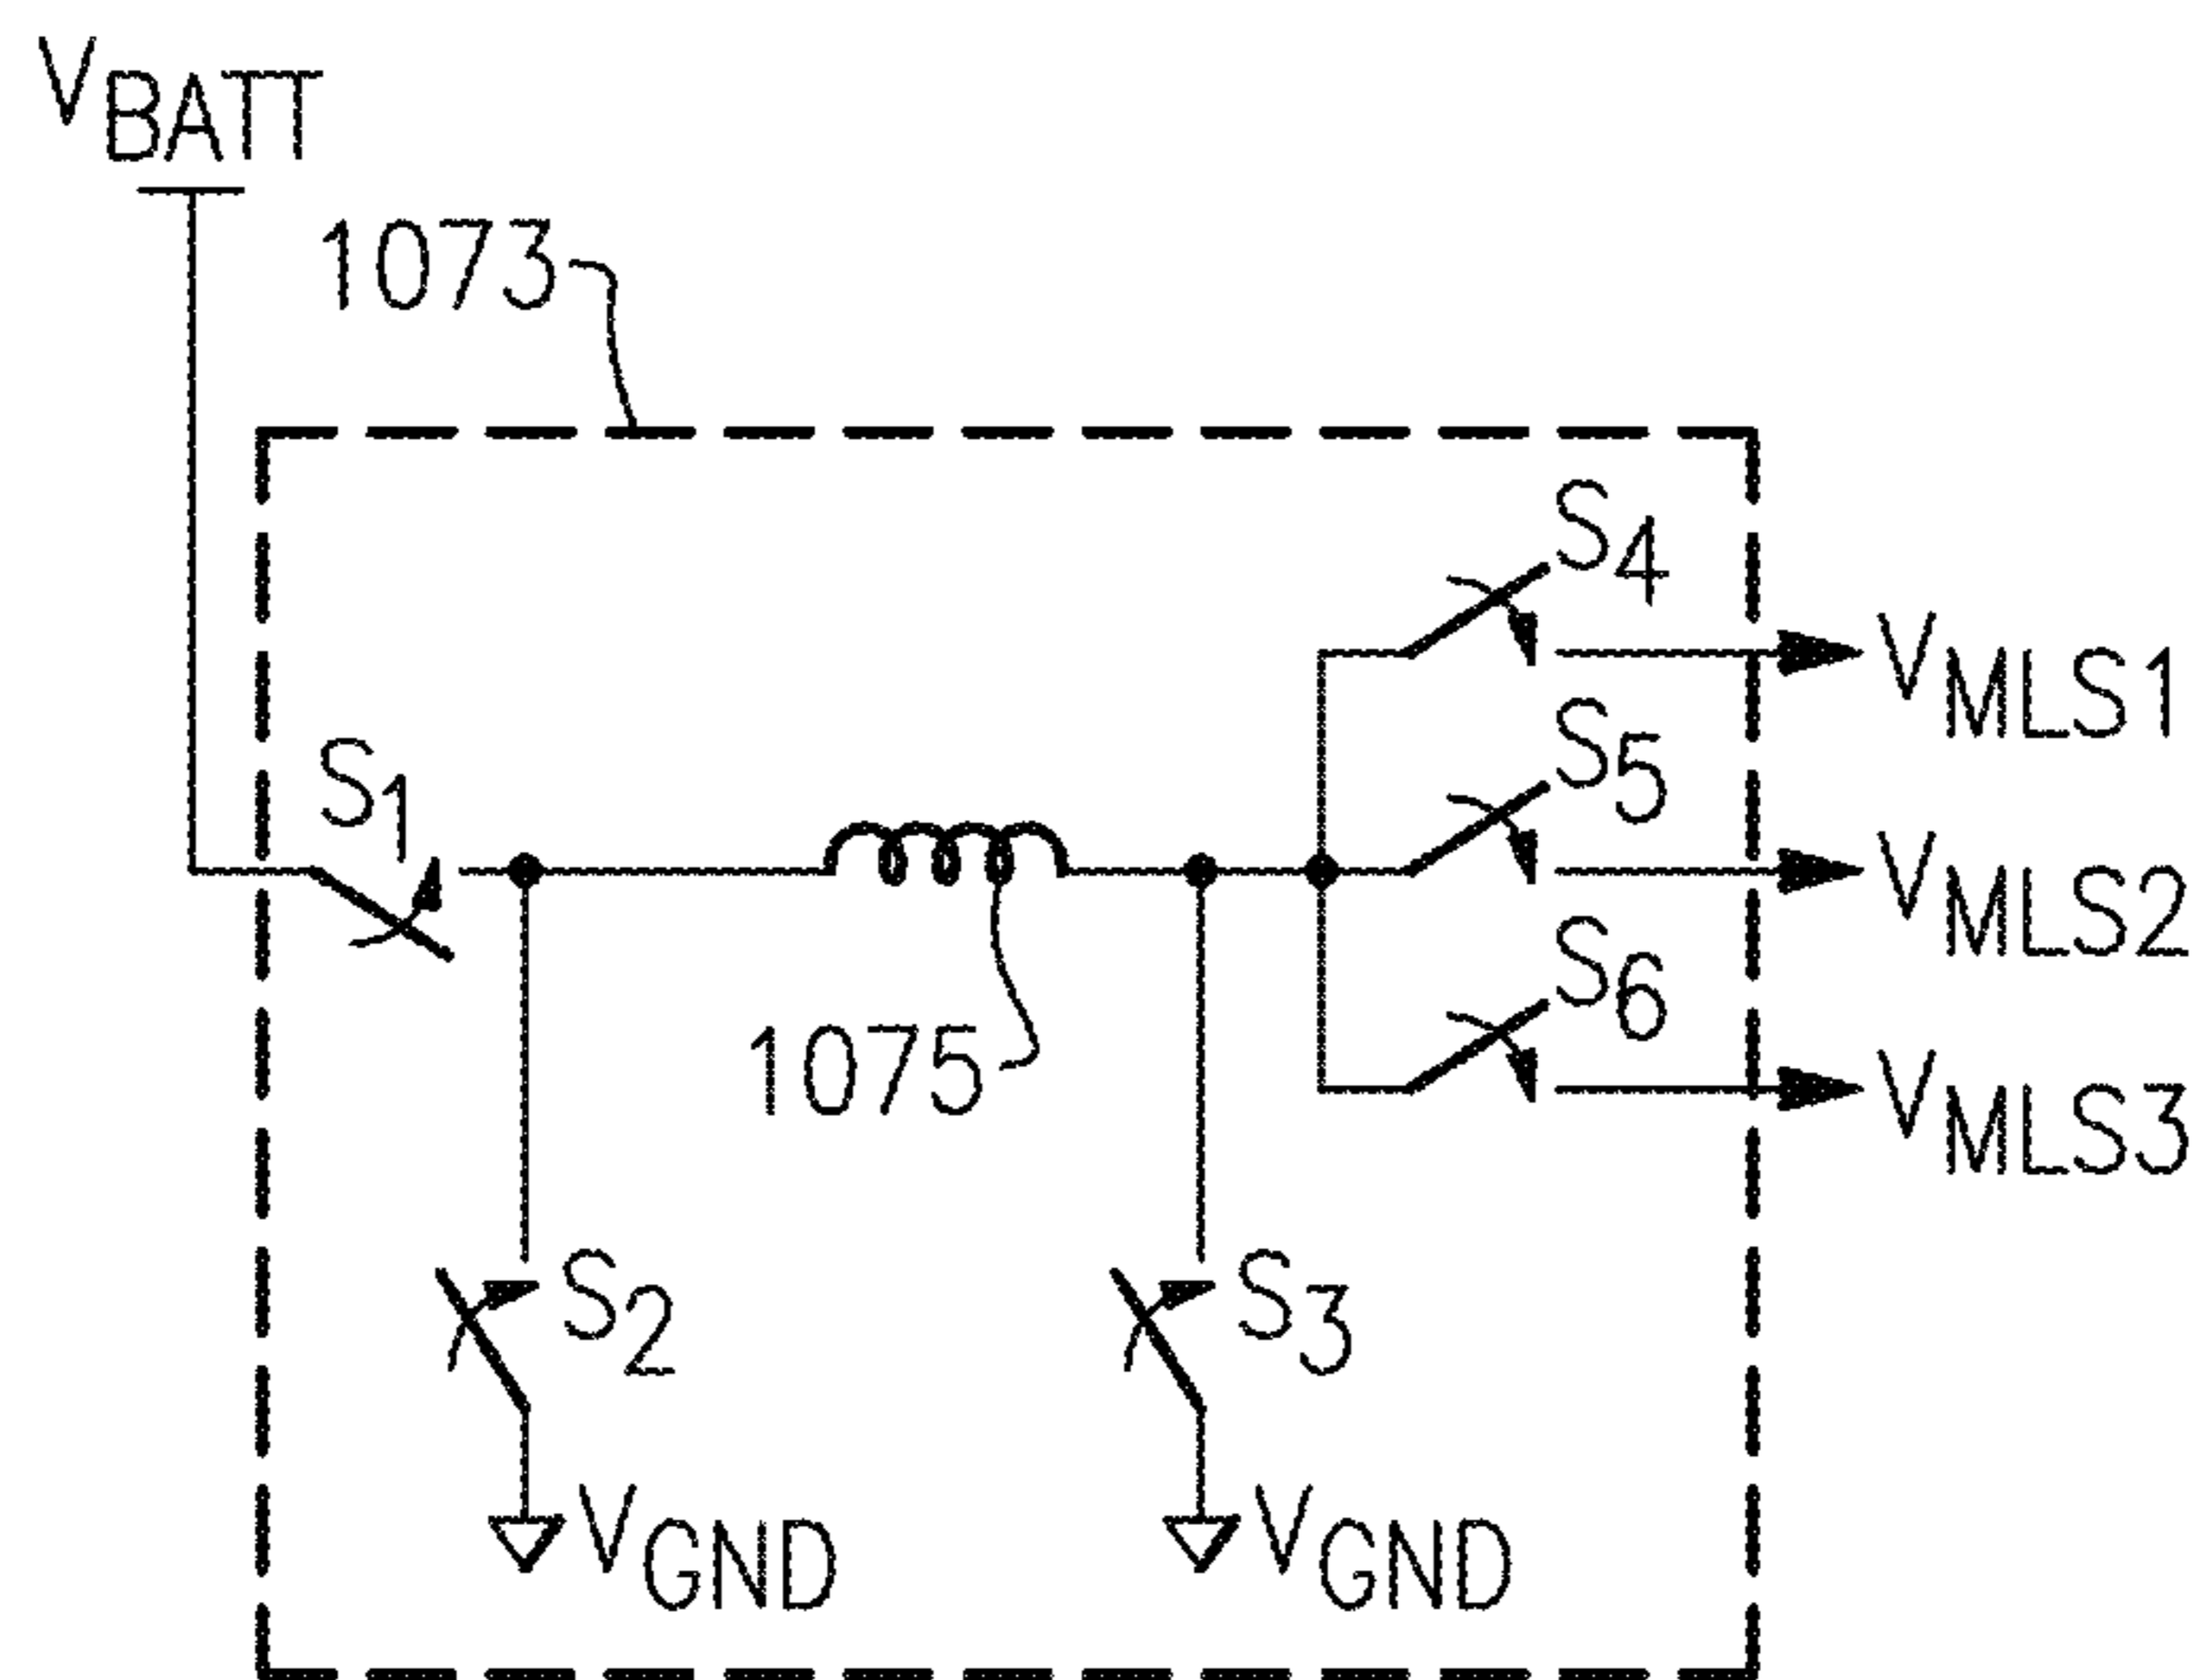 VBATT
1073
S4
VMLS1
S5
S1
VMLS2
S6
1075
VMLS3
S2
S3
VGND
VGND